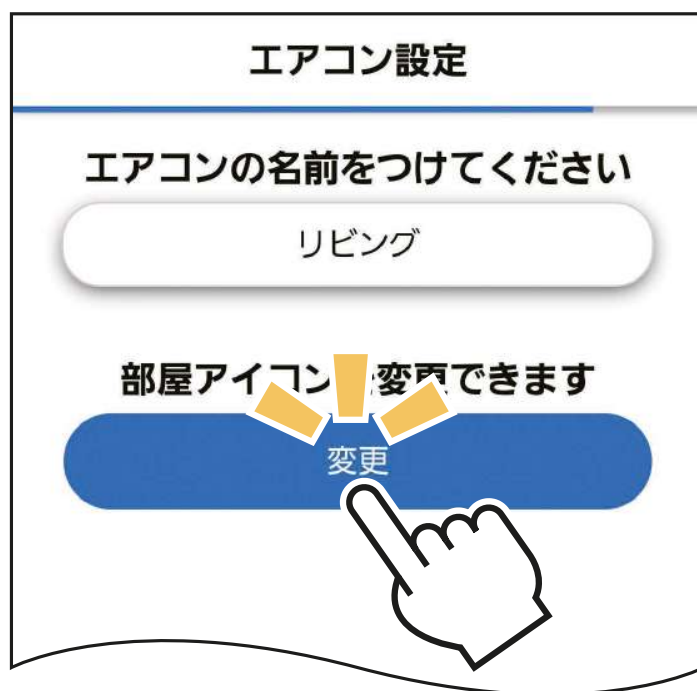 エアコン設定
エアコンの名前をつけてください
リビング
部屋アイコンを変更できます
変更